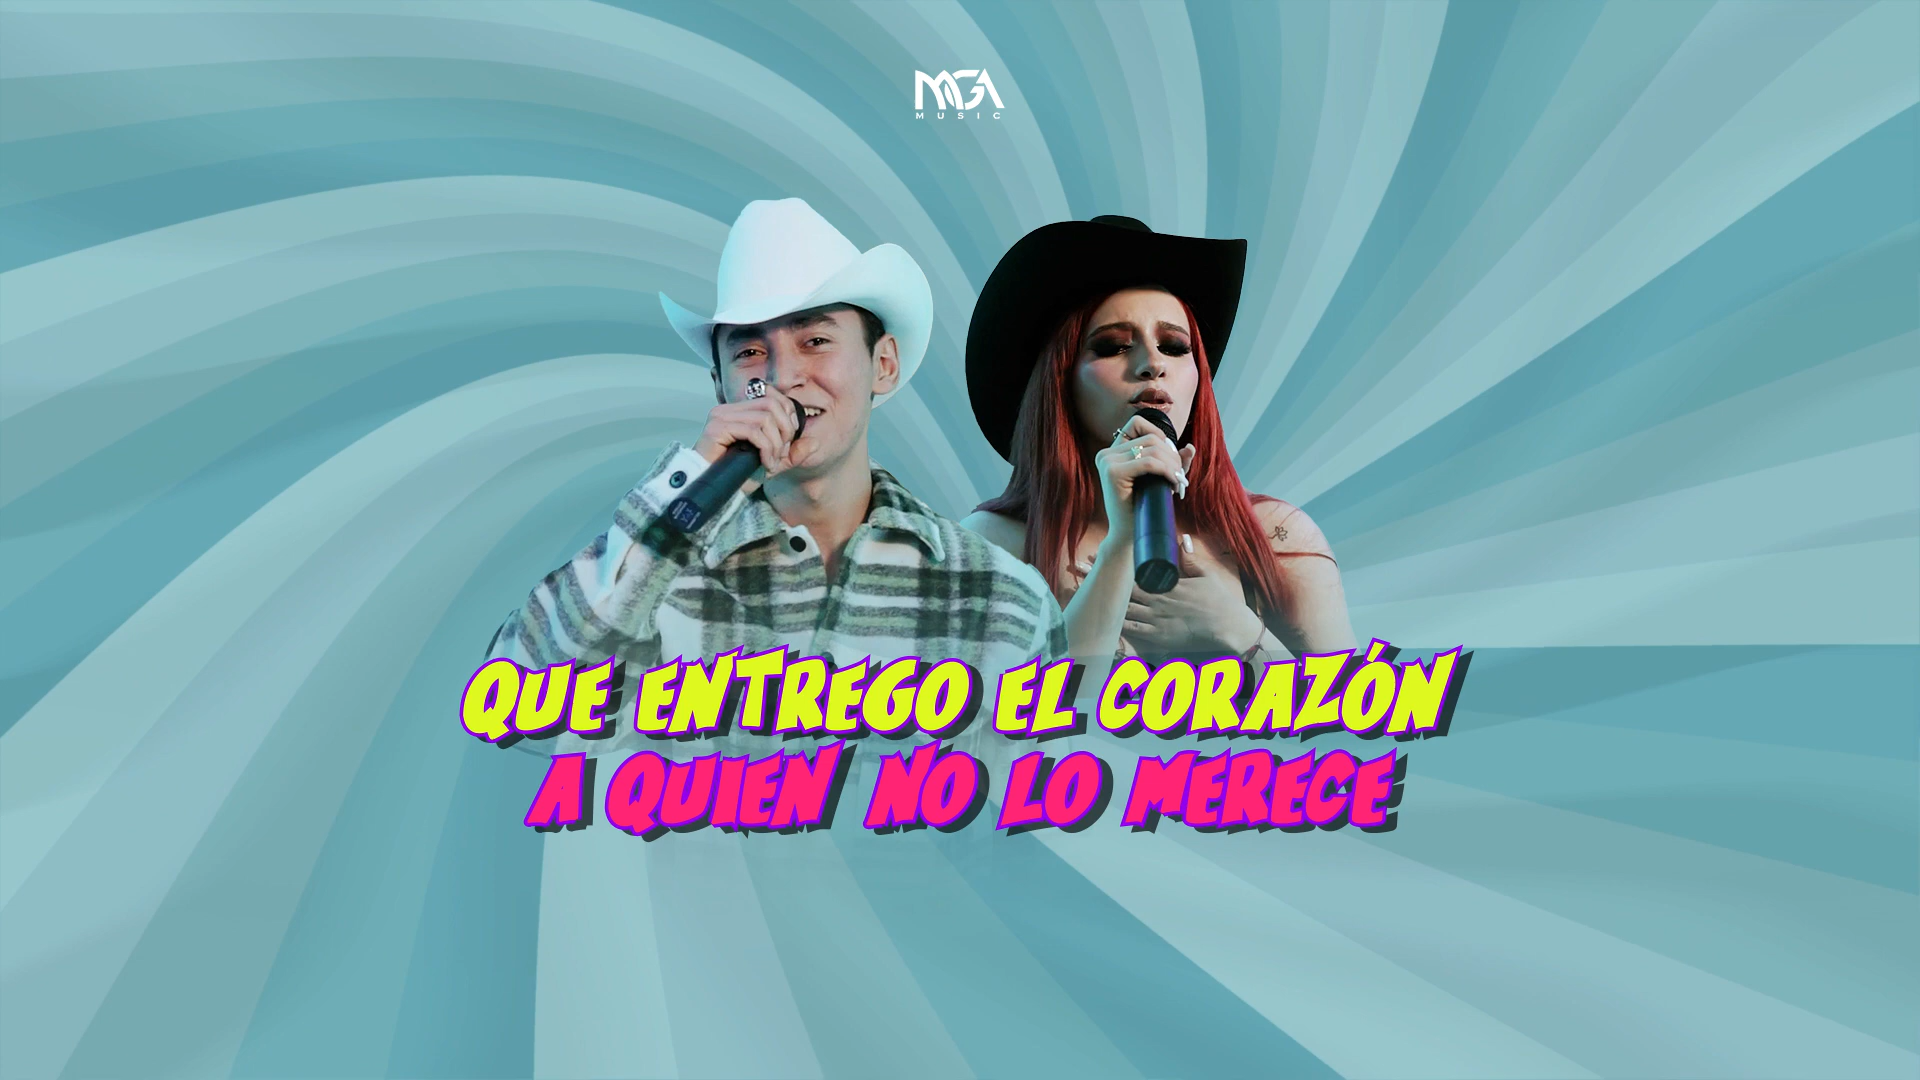 MGA
MUSIC
QUE ENTREGO EL CORAZÓN
A QUIEN NO LO MERECE